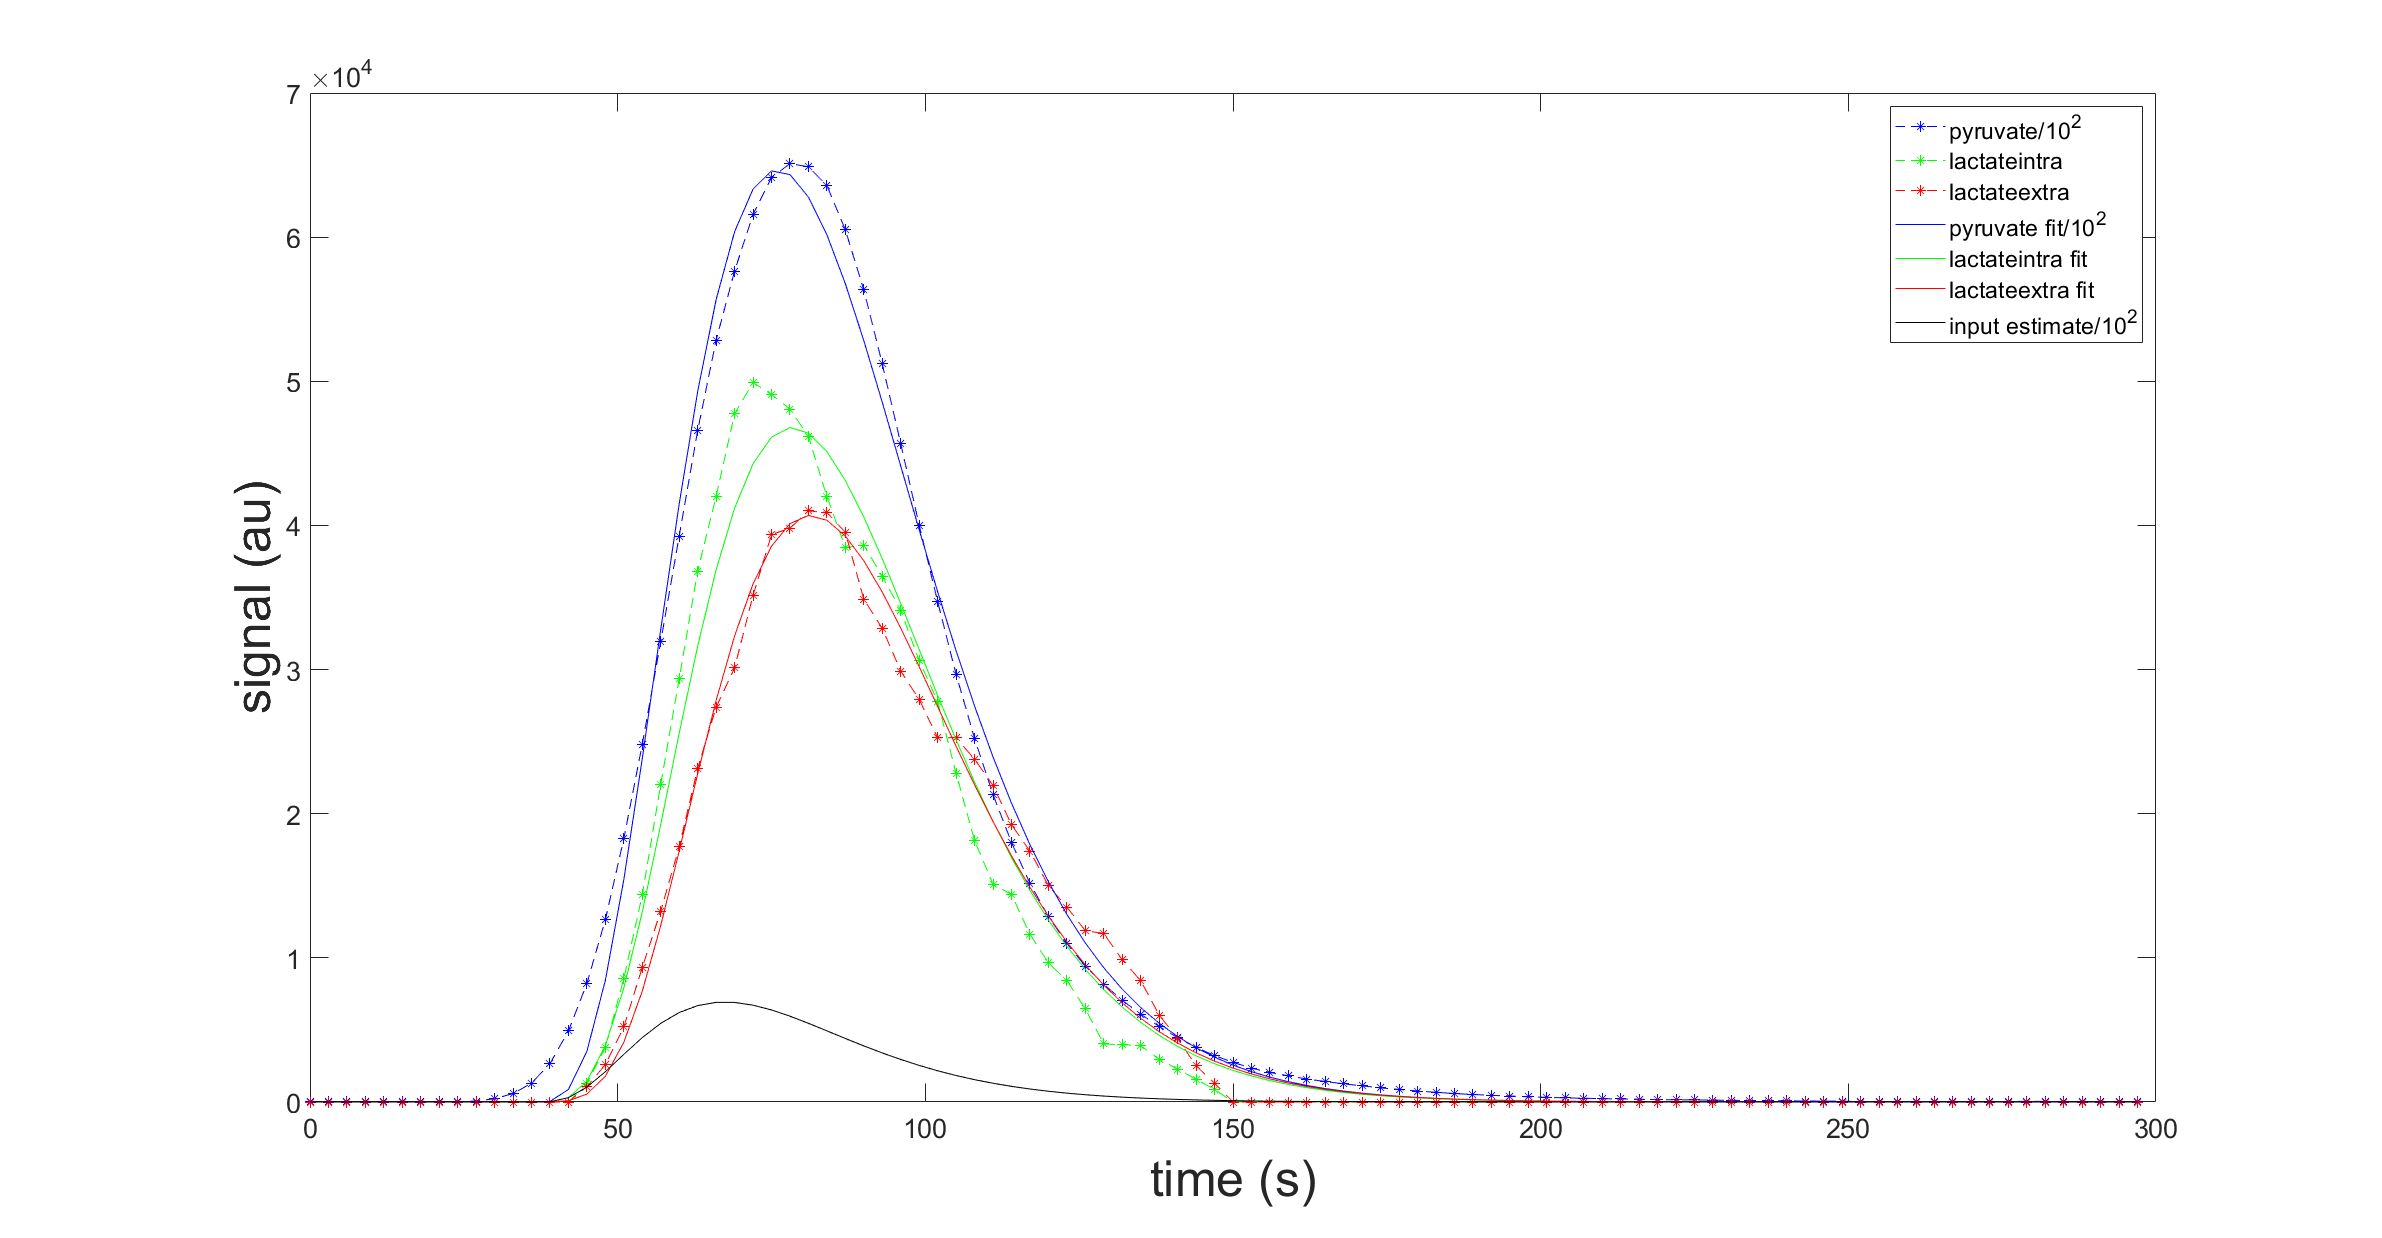 ×10^4
7
6
5
4
3
2
1
0
signal (au)
0 50 100 150 200 250 300
time (s)
pyruvate/10^2
lactateintra
lactateextra
pyruvate fit/10^2
lactateintra fit
lactateextra fit
input estimate/10^2